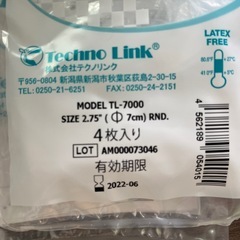 Techno Link®
株式会社テクノリンク
〒956-0804 新潟県新潟市秋葉区荻島2-30-15
TEL: 0250-21-6251 FAX: 0250-24-2151
LATEX
FREE
MODEL TL-7000
SIZE 2.75" (Φ 7cm) RND.
4枚入り
LOT AM000073046
有効期限
2022-06
4 562189 054015